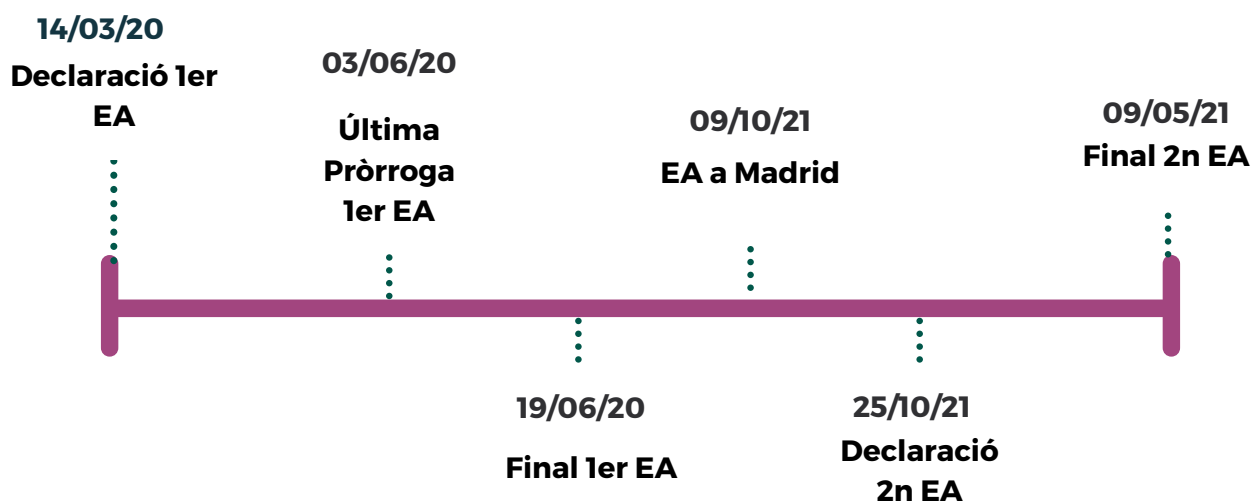 14/03/20
Declaració 1er
EA
03/06/20
Última
Pròrroga
1er EA
09/10/21
EA a Madrid
09/05/21
Final 2n EA
19/06/20
Final 1er EA
25/10/21
Declaració
2n EA